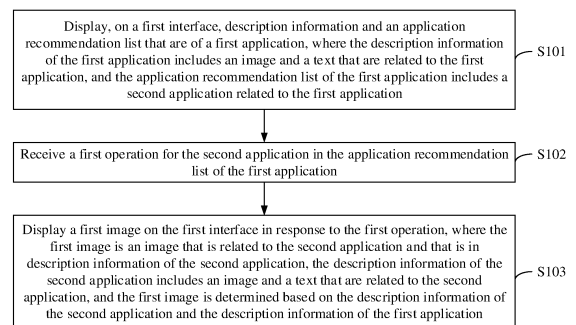 Display, on a first interface, description information and an application
recommendation list that are of a first application, where the description information
of the first application includes an image and a text that are related to the first
application, and the application recommendation list of the first application includes a
second application related to the first application
S101
Receive a first operation for the second application in the application recommendation
list of the first application
S102
Display a first image on the first interface in response to the first operation, where the
first image is an image that is related to the second application and that is in
description information of the second application, the description information of the
second application includes an image and a text that are related to the second
application, and the first image is determined based on the description information of
the second application and the description information of the first application
S103